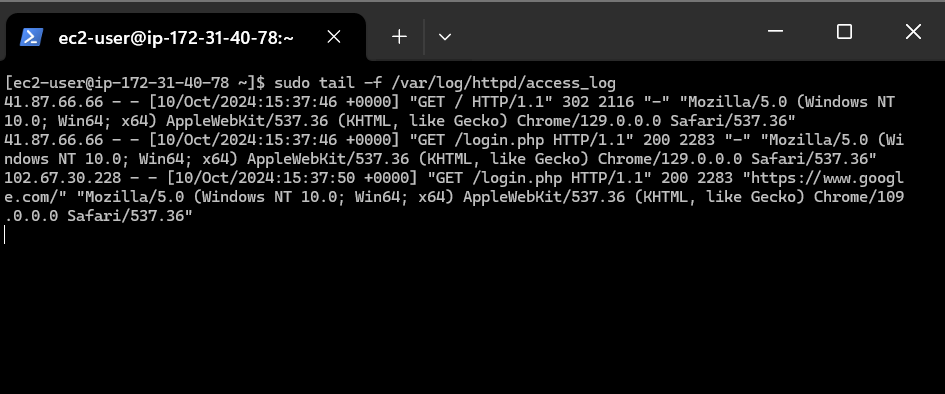 ec2-user@ip-172-31-40-78:~
[ec2-user@ip-172-31-40-78 ~]$ sudo tail -f /var/log/httpd/access_log
41.87.66.66 - - [10/Oct/2024:15:37:46 +0000] "GET / HTTP/1.1" 302 2116 "-" "Mozilla/5.0 (Windows NT
10.0; Win64; x64) AppleWebKit/537.36 (KHTML, like Gecko) Chrome/129.0.0.0 Safari/537.36"
41.87.66.66 - - [10/Oct/2024:15:37:46 +0000] "GET /login.php HTTP/1.1" 200 2283 "-" "Mozilla/5.0 (Wi
ndows NT 10.0; Win64; x64) AppleWebKit/537.36 (KHTML, like Gecko) Chrome/129.0.0.0 Safari/537.36"
102.67.30.228 - - [10/Oct/2024:15:37:50 +0000] "GET /login.php HTTP/1.1" 200 2283 "https://www.googl
e.com/" "Mozilla/5.0 (Windows NT 10.0; Win64; x64) AppleWebKit/537.36 (KHTML, like Gecko) Chrome/109
.0.0.0 Safari/537.36"